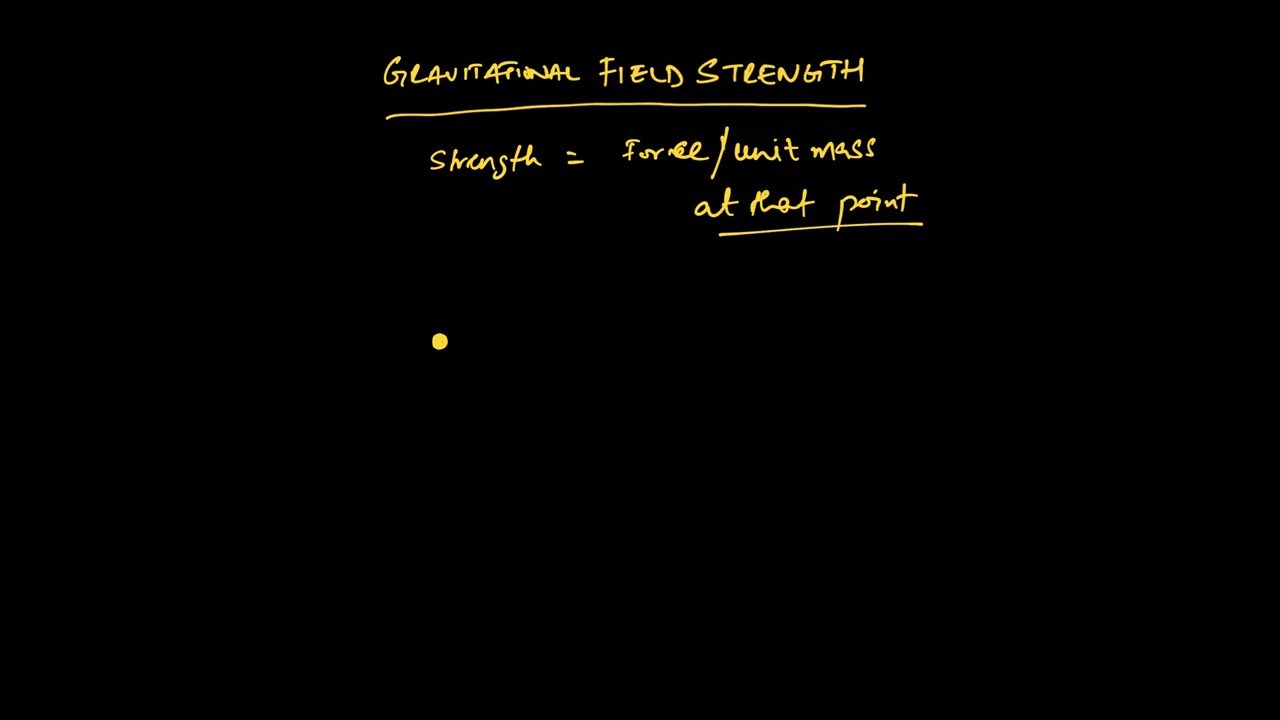 GRAVITATIONAL FIELD STRENGTH
Strength = Force/unit mass
at that point